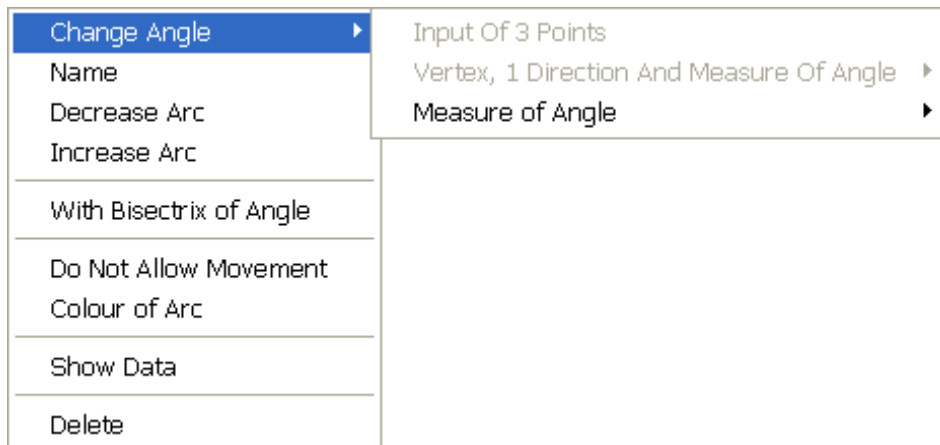 Change Angle
Name
Decrease Arc
Increase Arc
With Bisectrix of Angle
Do Not Allow Movement
Colour of Arc
Show Data
Delete
Input Of 3 Points
Vertex, 1 Direction And Measure Of Angle
Measure of Angle